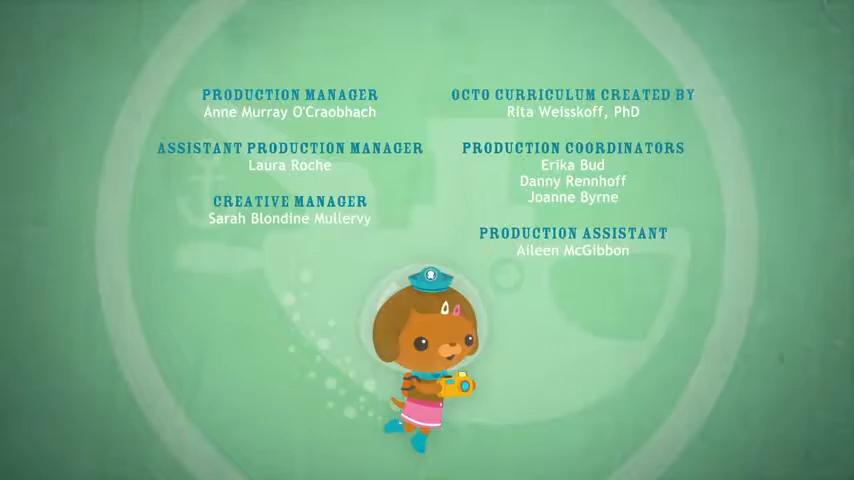 PRODUCTION MANAGER
Anne Murray O'Craobhach
ASSISTANT PRODUCTION MANAGER
Laura Roche
CREATIVE MANAGER
Sarah Blondine Mullervy
OCTO CURRICULUM CREATED BY
Rita Weisskoff, PhD
PRODUCTION COORDINATORS
Erika Bud
Danny Rennhoff
Joanne Byrne
PRODUCTION ASSISTANT
Aileen McGibbon